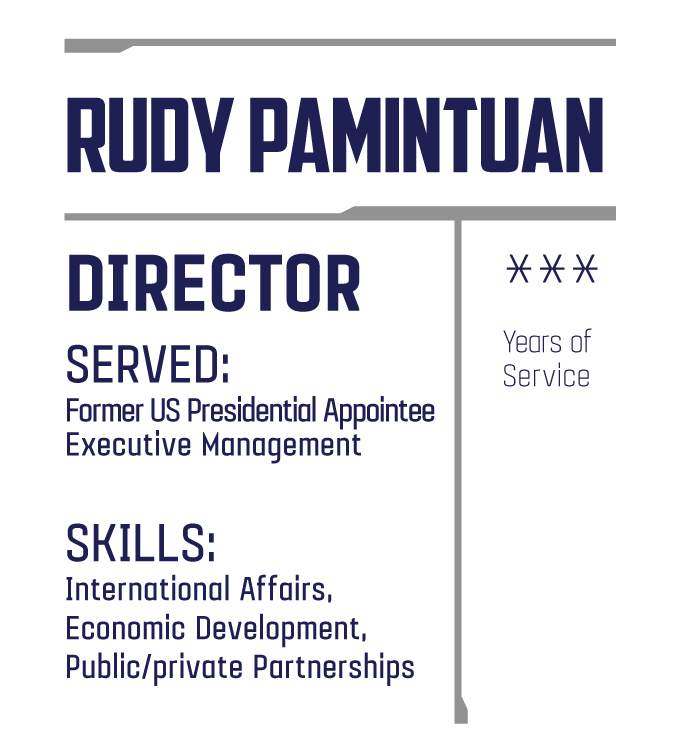 RUDY PAMINTUAN
DIRECTOR
SERVED:
Former US Presidential Appointee
Executive Management
SKILLS:
International Affairs,
Economic Development,
Public/private Partnerships
***
Years of
Service